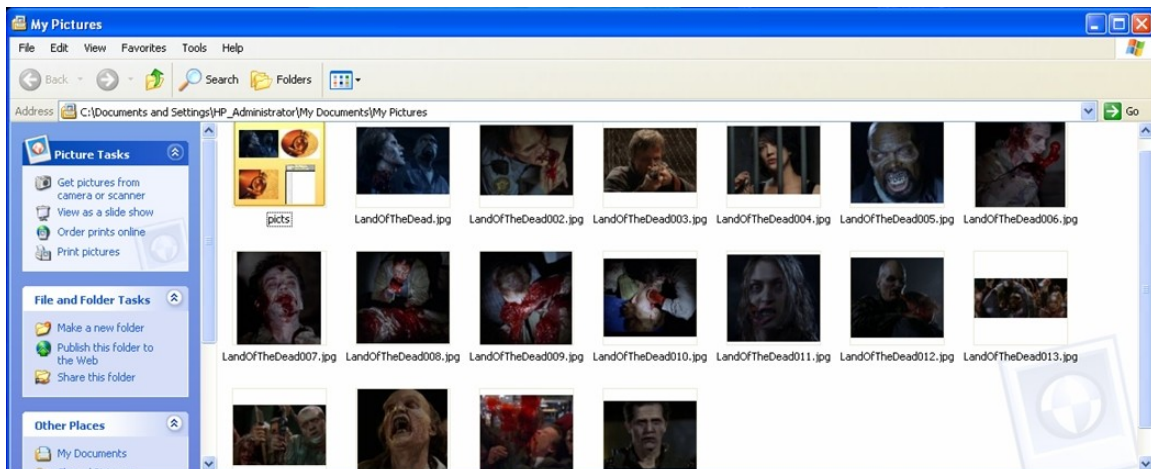 My Pictures
File Edit View Favorites Tools Help
Back Search Folders
Address C:\Documents and Settings\HP_Administrator\My Documents\My Pictures Go
Picture Tasks
Get pictures from
camera or scanner
View as a slide show
Order prints online
Print pictures
File and Folder Tasks
Make a new folder
Publish this folder to
the Web
Share this folder
Other Places
My Documents
picts LandOfTheDead.jpg LandOfTheDead002.jpg LandOfTheDead003.jpg LandOfTheDead004.jpg LandOfTheDead005.jpg LandOfTheDead006.jpg
LandOfTheDead007.jpg LandOfTheDead008.jpg LandOfTheDead009.jpg LandOfTheDead010.jpg LandOfTheDead011.jpg LandOfTheDead012.jpg LandOfTheDead013.jpg